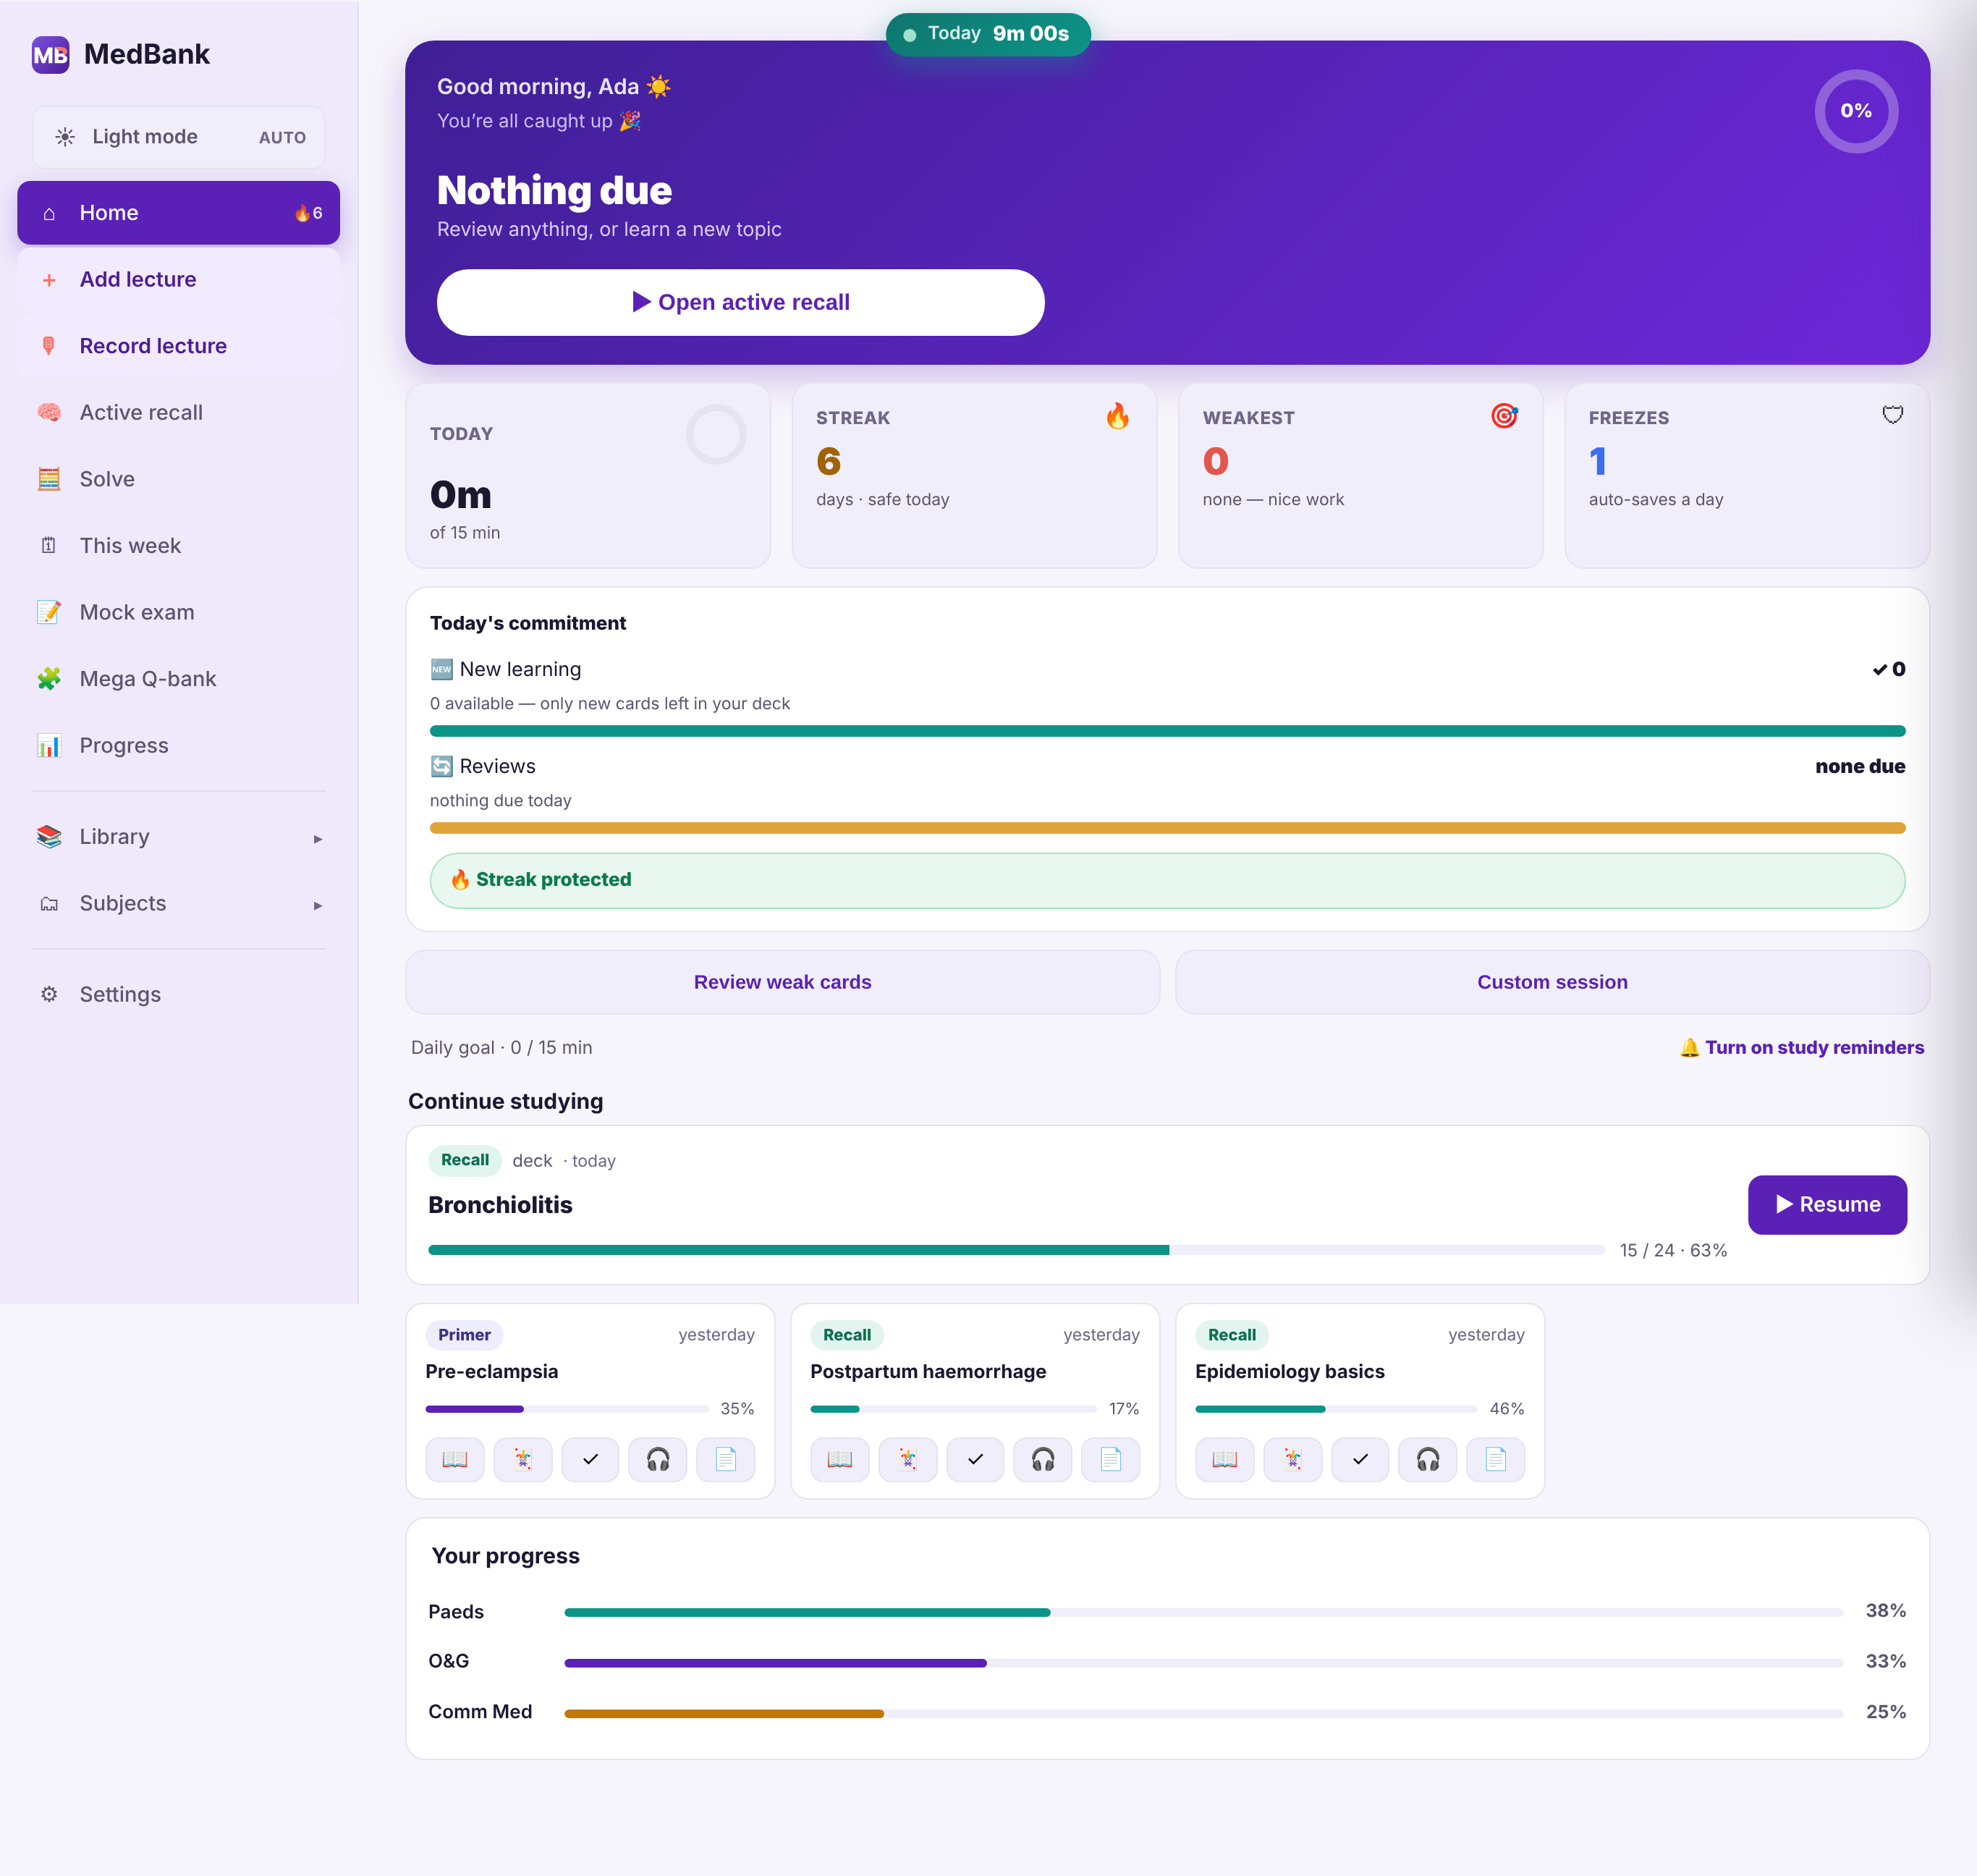 MB MedBank
Light mode AUTO
Home 6
Add lecture
Record lecture
Active recall
Solve
This week
Mock exam
Mega Q-bank
Progress
Library
Subjects
Settings
Today 9m 00s
Good morning, Ada
You’re all caught up
0%
Nothing due
Review anything, or learn a new topic
▶ Open active recall
TODAY
0m
of 15 min
STREAK
6
days · safe today
WEAKEST
0
none — nice work
FREEZES
1
auto-saves a day
Today's commitment
NEW New learning ✓ 0
0 available — only new cards left in your deck
Reviews none due
nothing due today
Streak protected
Review weak cards
Custom session
Daily goal · 0 / 15 min
Turn on study reminders
Continue studying
Recall deck · today
Bronchiolitis
15 / 24 · 63%
▶ Resume
Primer yesterday
Pre-eclampsia
35%
Recall yesterday
Postpartum haemorrhage
17%
Recall yesterday
Epidemiology basics
46%
Your progress
Paeds 38%
O&G 33%
Comm Med 25%